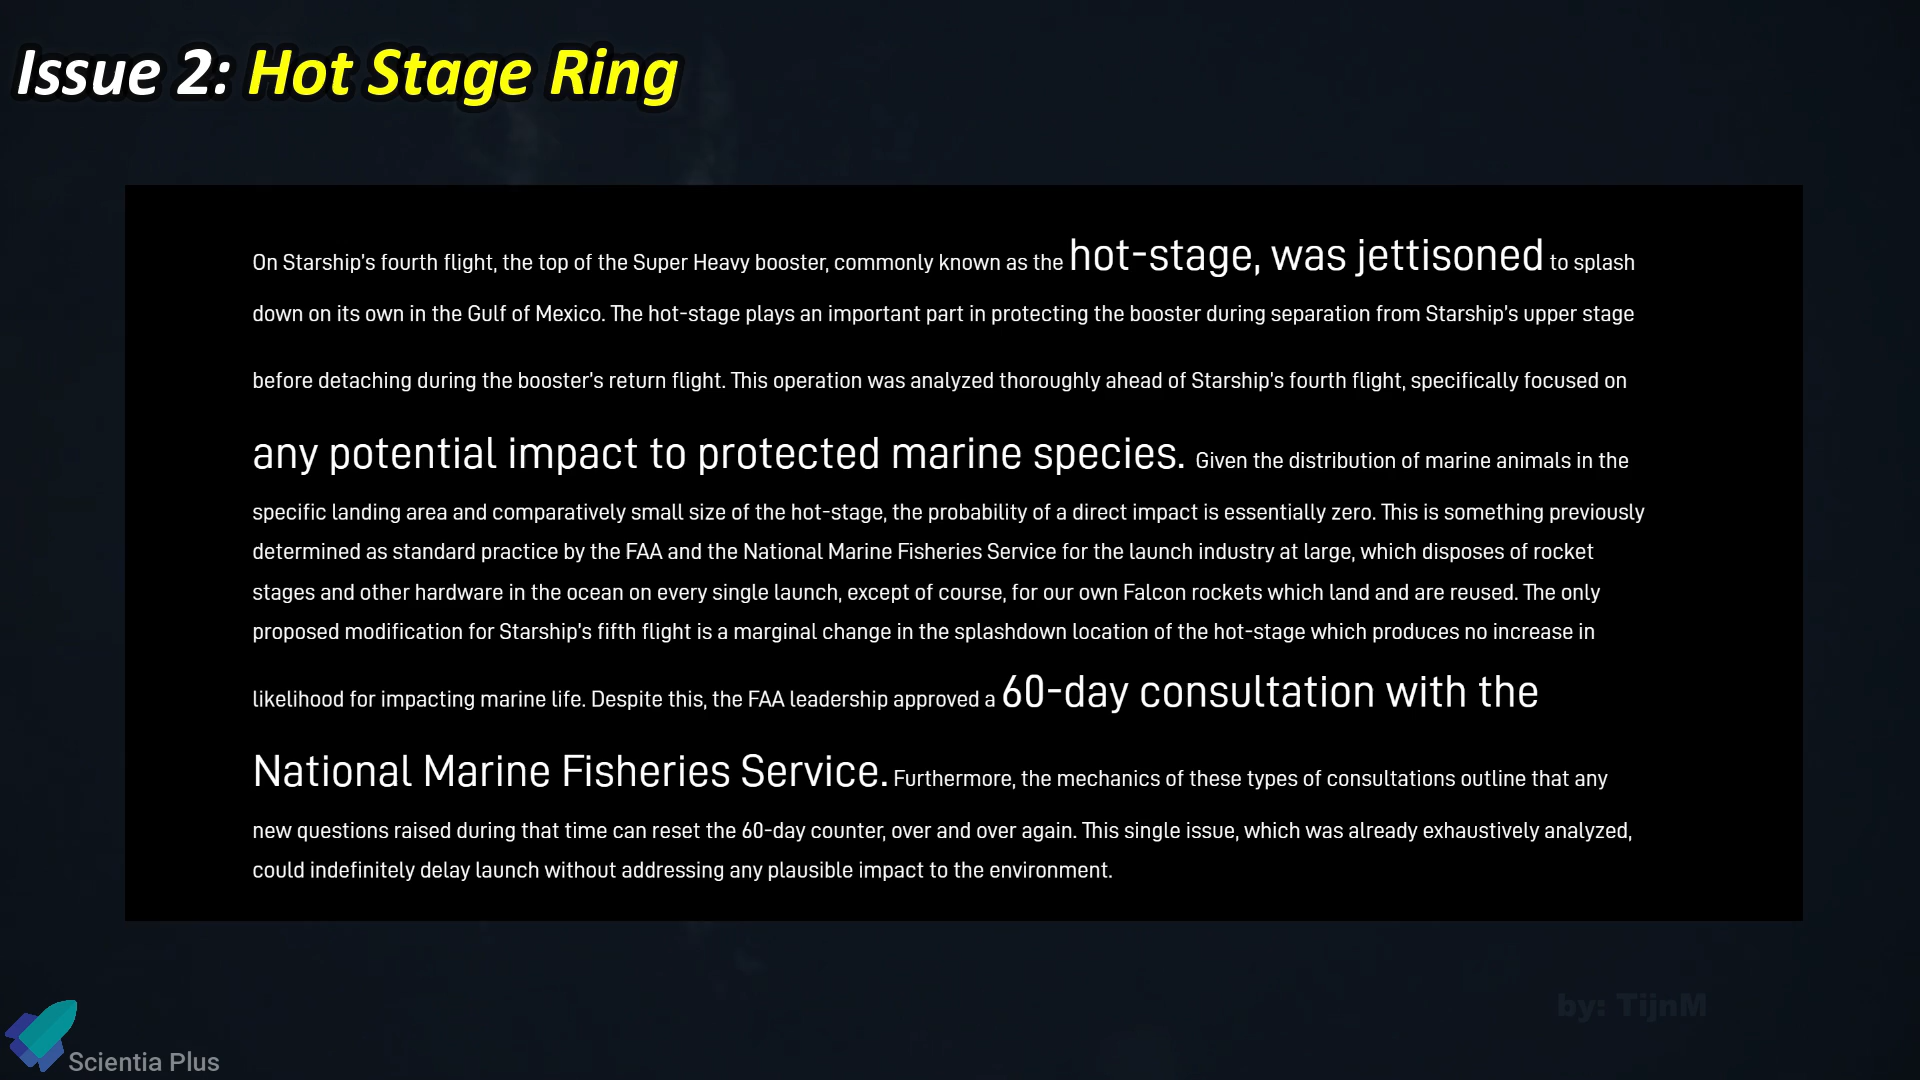 Issue 2: Hot Stage Ring
On Starship's fourth flight, the top of the Super Heavy booster, commonly known as the hot-stage, was jettisoned to splash
down on its own in the Gulf of Mexico. The hot-stage plays an important part in protecting the booster during separation from Starship's upper stage
before detaching during the booster's return flight. This operation was analyzed thoroughly ahead of Starship's fourth flight, specifically focused on
any potential impact to protected marine species. Given the distribution of marine animals in the
specific landing area and comparatively small size of the hot-stage, the probability of a direct impact is essentially zero. This is something previously
determined as standard practice by the FAA and the National Marine Fisheries Service for the launch industry at large, which disposes of rocket
stages and other hardware in the ocean on every single launch, except of course, for our own Falcon rockets which land and are reused. The only
proposed modification for Starship's fifth flight is a marginal change in the splashdown location of the hot-stage which produces no increase in
likelihood for impacting marine life. Despite this, the FAA leadership approved a 60-day consultation with the
National Marine Fisheries Service. Furthermore, the mechanics of these types of consultations outline that any
new questions raised during that time can reset the 60-day counter, over and over again. This single issue, which was already exhaustively analyzed,
could indefinitely delay launch without addressing any plausible impact to the environment.
by: TijnM
Scientia Plus